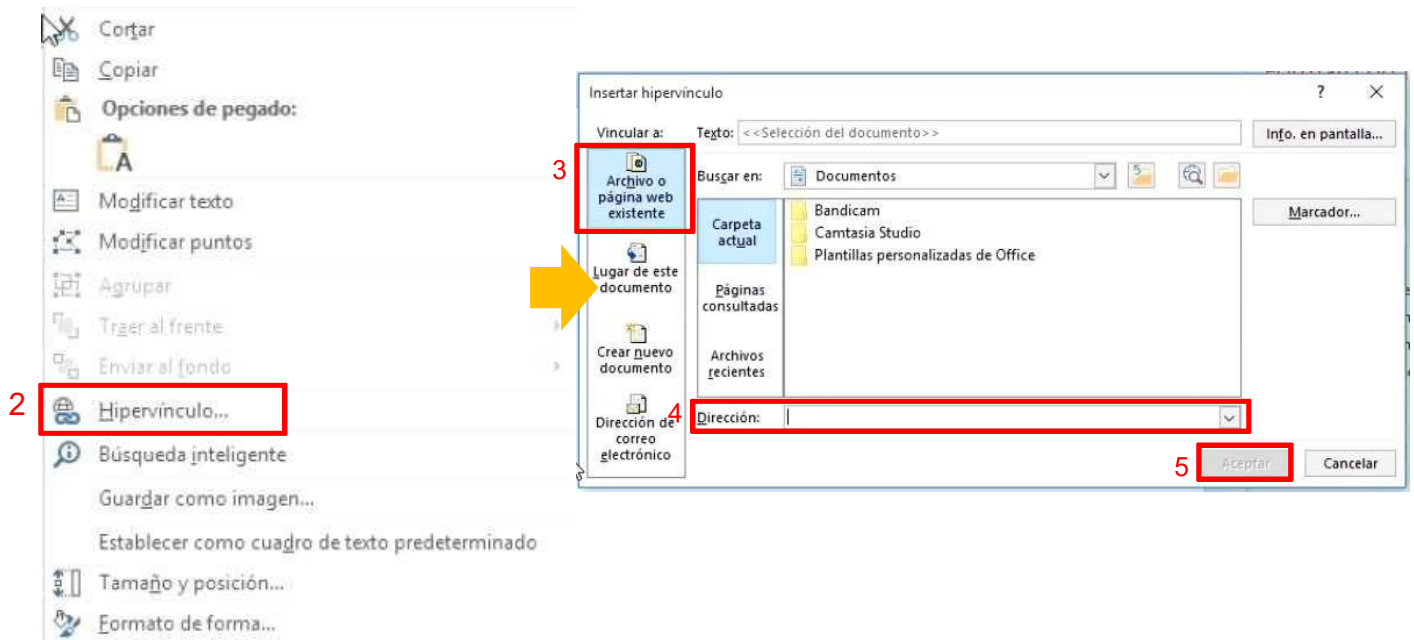 Cortar
Copiar
Opciones de pegado:
A
Modificar texto
Modificar puntos
Agrupar
Traer al frente
Enviar al fondo
2
Hipervínculo...
Búsqueda inteligente
Guardar como imagen...
Establecer como cuadro de texto predeterminado
Tamaño y posición...
Formato de forma...
Insertar hipervínculo
?
Vincular a:
Texto: <<Selección del documento>>
Info. en pantalla...
3
Archivo o
página web
existente
Lugar de este
documento
Crear nuevo
documento
Dirección de
correo
electrónico
Buscar en:
Documentos
Carpeta
actual
Páginas
consultadas
Archivos
recientes
Bandicam
Camtasia Studio
Plantillas personalizadas de Office
Marcador...
4
Dirección:
5
Aceptar
Cancelar